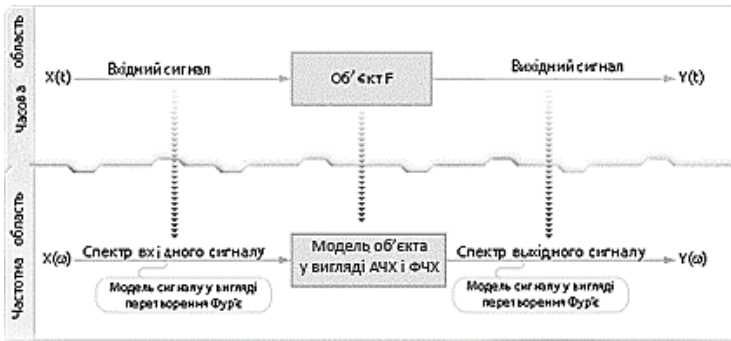 Часова область
X(t)
Вхідний сигнал
Об'єкт F
Вихідний сигнал
Y(t)
Частотна область
X(ω)
Спектр вхідного сигналу
Модель об'єкта
у вигляді АЧХ і ФЧХ
Спектр выхідного сигналу
Y(ω)
Модель сигналу у вигляді
перетворення Фур'є
Модель сигналу у вигляді
перетворення Фур'є